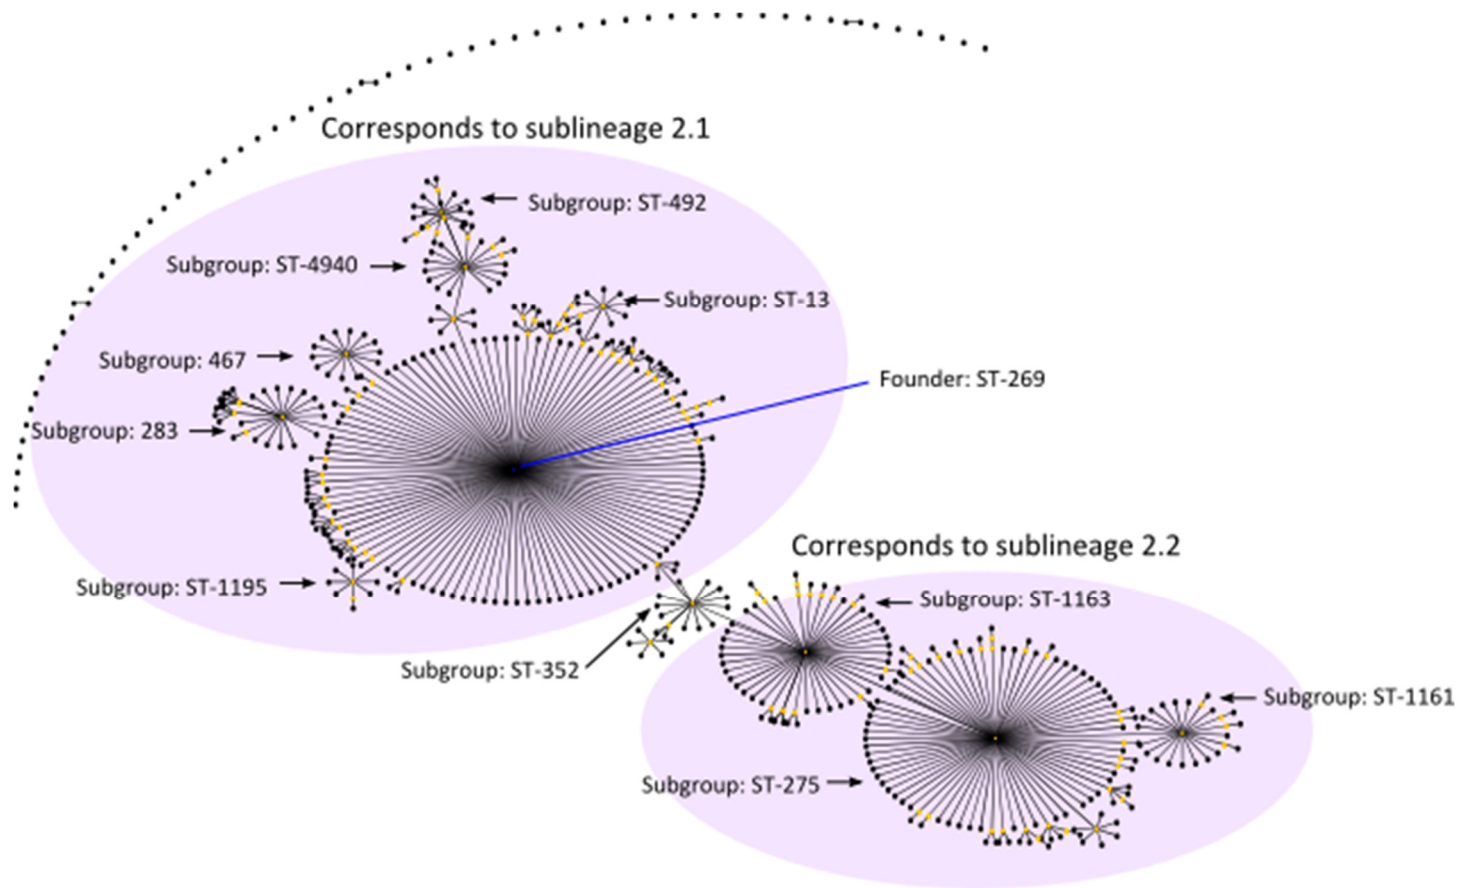 Corresponds to sublineage 2.1
Subgroup: ST-492
Subgroup: ST-4940
Subgroup: ST-13
Subgroup: 467
Founder: ST-269
Subgroup: 283
Corresponds to sublineage 2.2
Subgroup: ST-1195
Subgroup: ST-1163
Subgroup: ST-352
Subgroup: ST-1161
Subgroup: ST-275